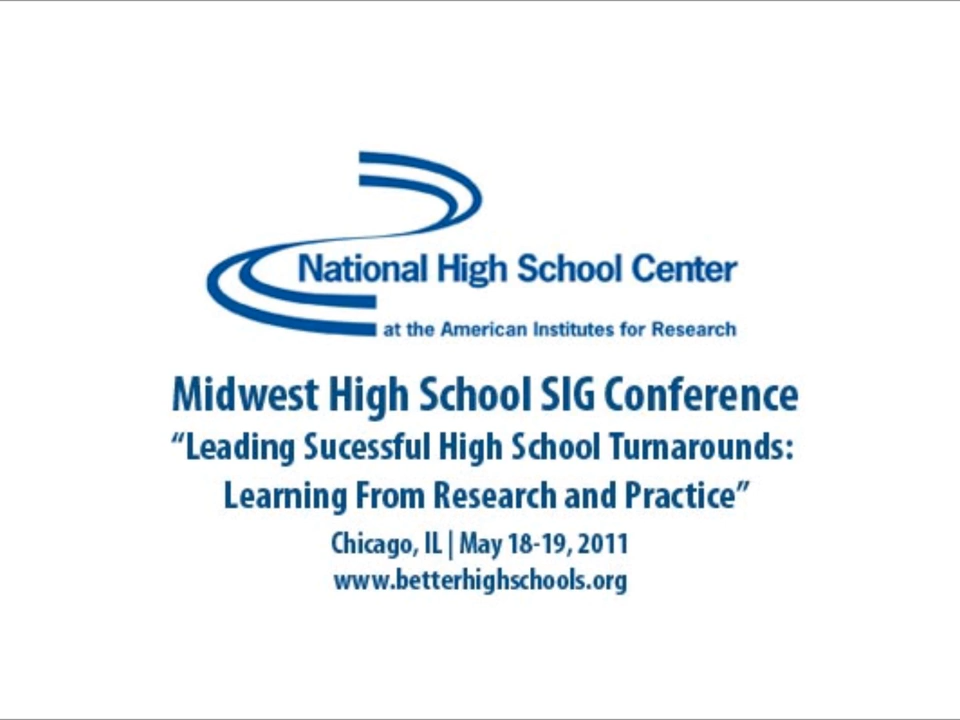 National High School Center
at the American Institutes for Research
Midwest High School SIG Conference
“Leading Sucessful High School Turnarounds:
Learning From Research and Practice”
Chicago, IL | May 18-19, 2011
www.betterhighschools.org